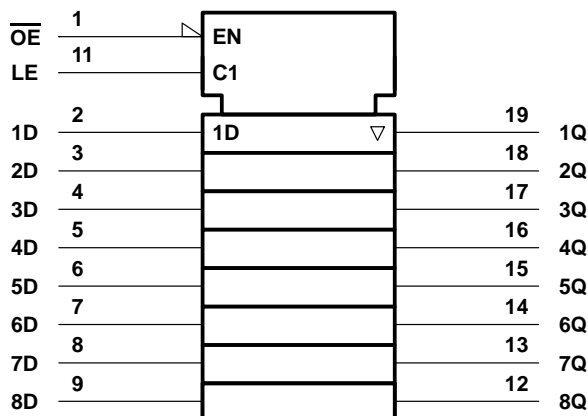 1
O̅E̅ EN
11
LE C1
2 19
1D 1D ▽ 1Q
3 18
2D 2Q
4 17
3D 3Q
5 16
4D 4Q
6 15
5D 5Q
7 14
6D 6Q
8 13
7D 7Q
9 12
8D 8Q